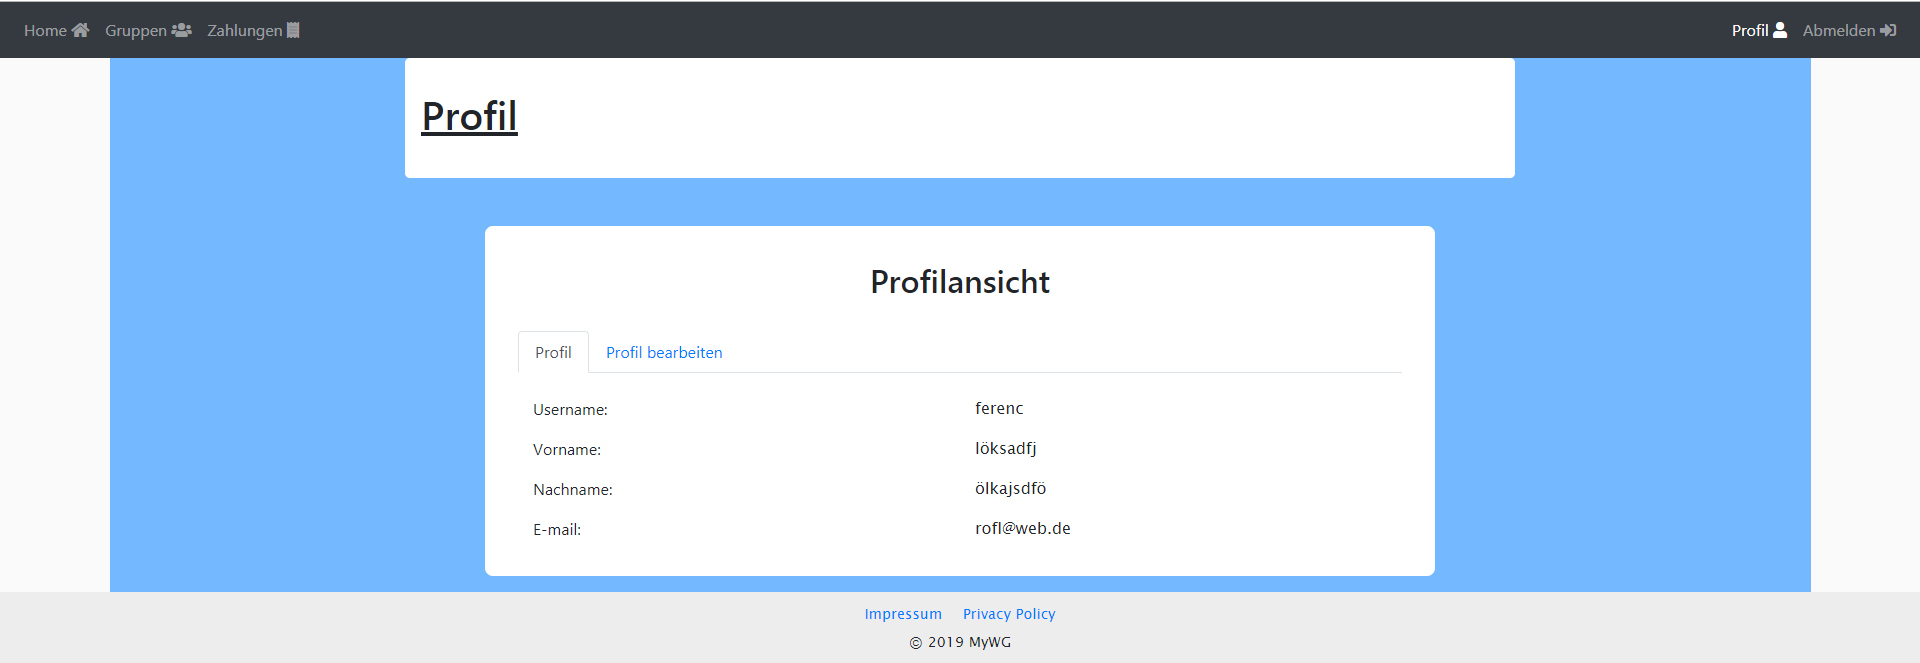 Home Gruppen Zahlungen Profil Abmelden
Profil
Profilansicht
Profil Profil bearbeiten
Username: ferenc
Vorname: löksadfj
Nachname: ölkajsdfö
E-mail: rofl@web.de
Impressum Privacy Policy
© 2019 MyWG